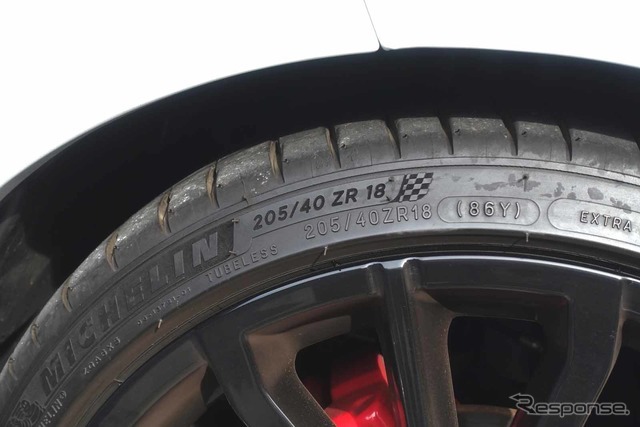 MICHELIN
205/40 ZR 18
205/40ZR18 (86Y) EXTRA
TUBELESS
Response.